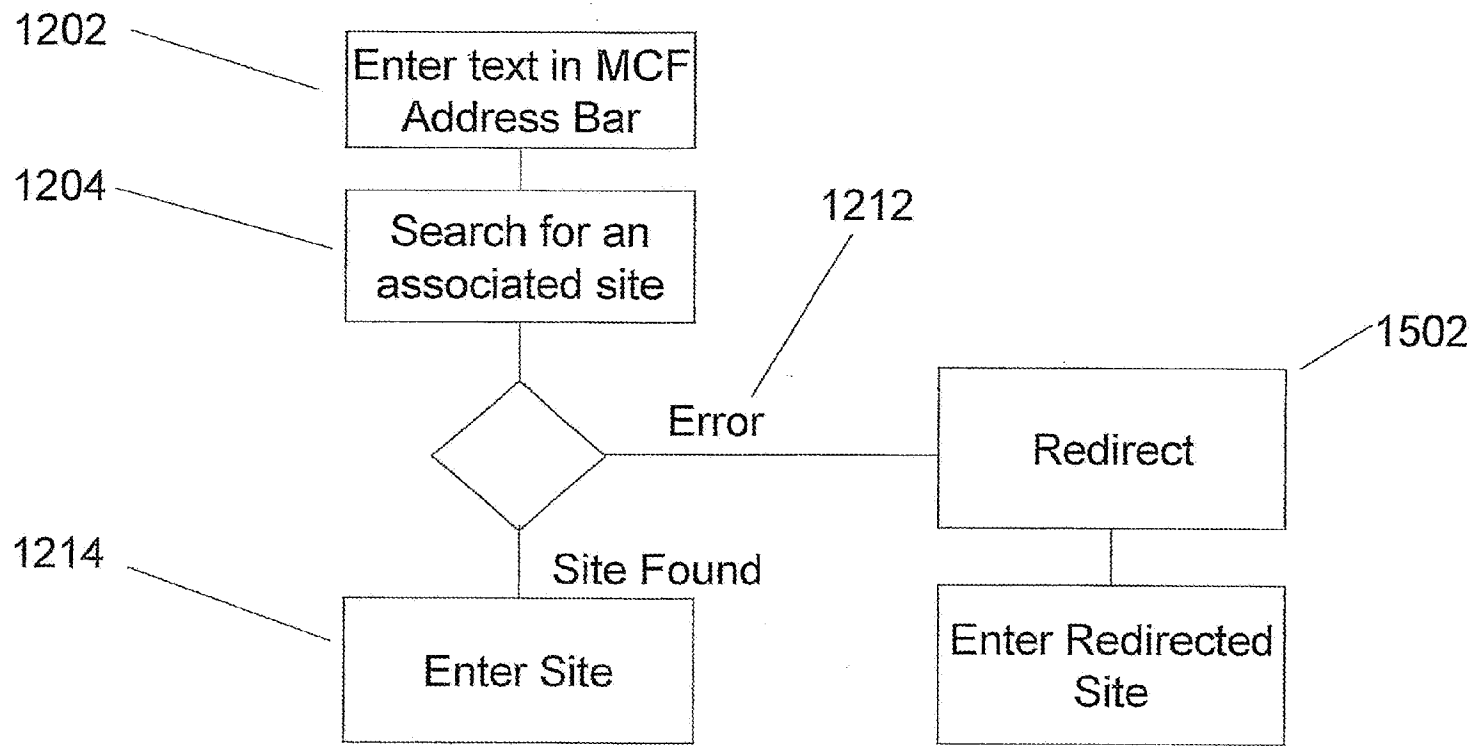 1202
Enter text in MCF
Address Bar
1204
Search for an
associated site
1212
Error
1502
Redirect
1214
Site Found
Enter Site
Enter Redirected
Site